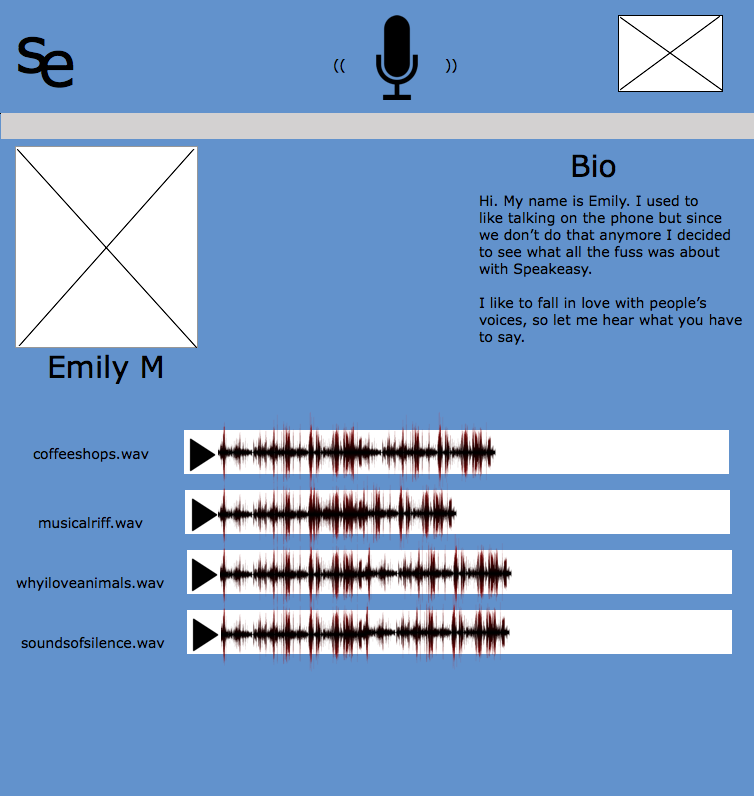 se
(( ))
Bio
Hi. My name is Emily. I used to
like talking on the phone but since
we don’t do that anymore I decided
to see what all the fuss was about
with Speakeasy.
I like to fall in love with people’s
voices, so let me hear what you have
to say.
Emily M
coffeeshops.wav
musicalriff.wav
whyiloveanimals.wav
soundsofsilence.wav